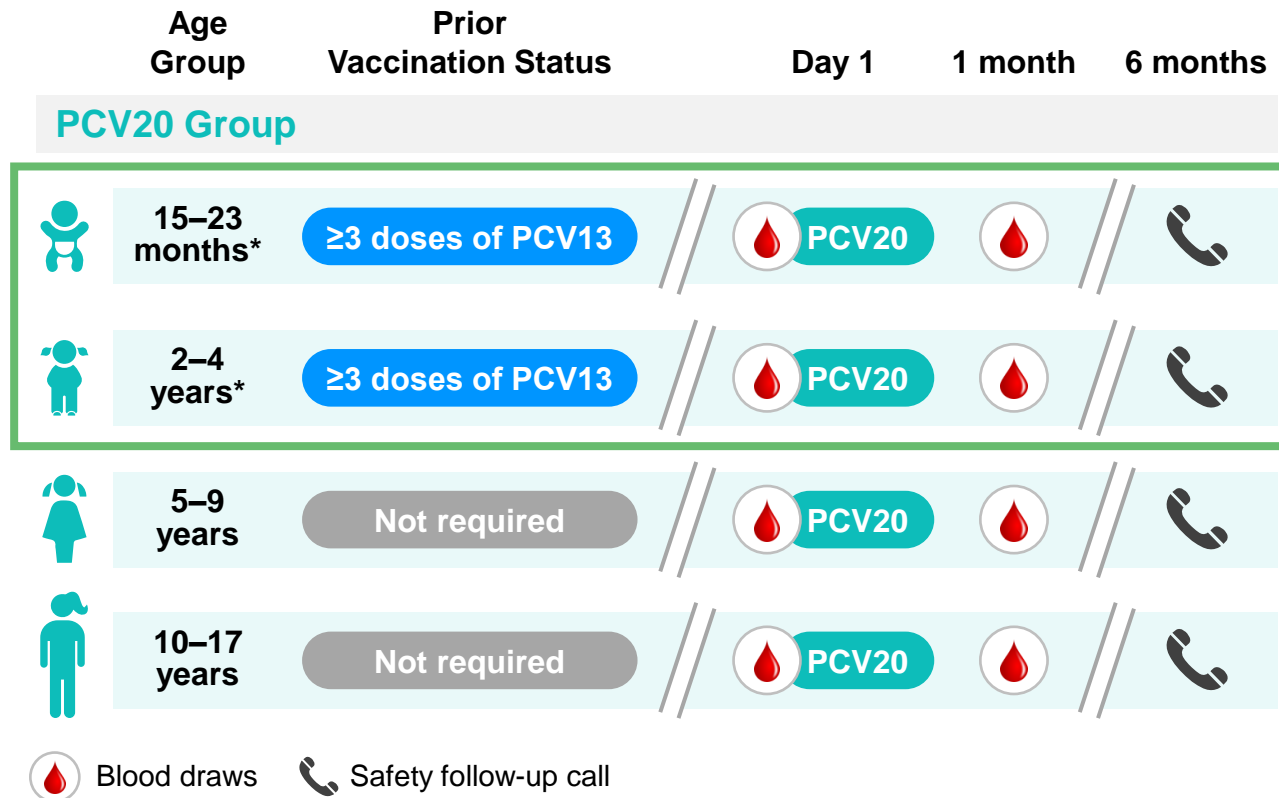 Age Group
Prior Vaccination Status
Day 1
1 month
6 months
PCV20 Group
15–23 months*
≥3 doses of PCV13
PCV20
2–4 years*
≥3 doses of PCV13
PCV20
5–9 years
Not required
PCV20
10–17 years
Not required
PCV20
Blood draws
Safety follow-up call